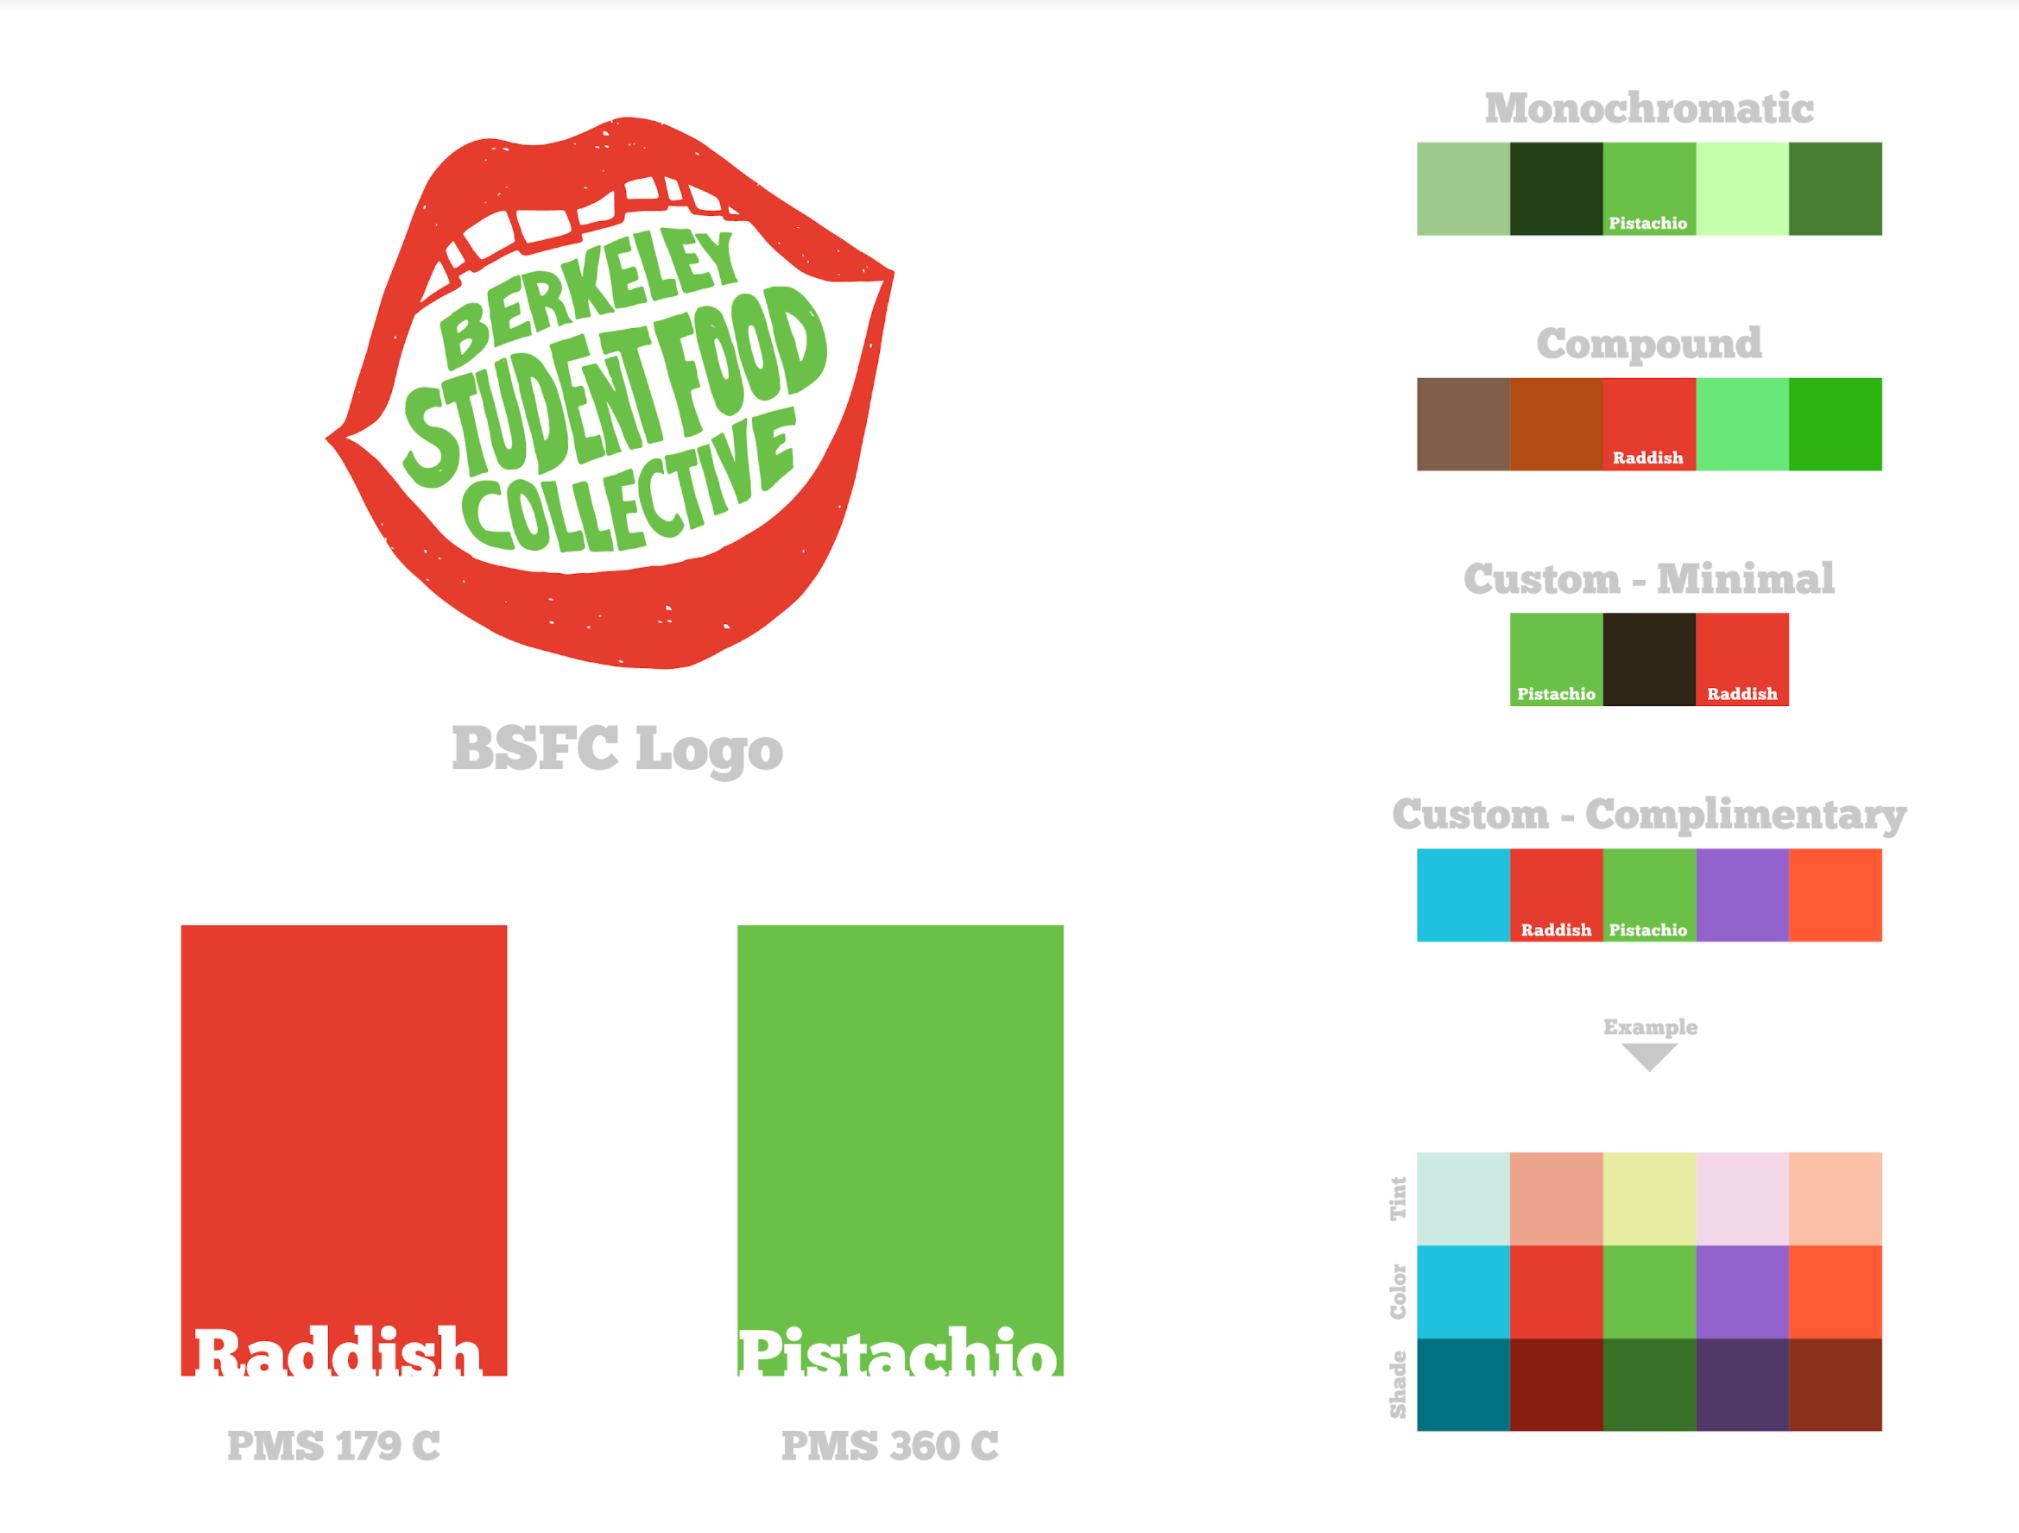 BERKELEY
STUDENT FOOD
COLLECTIVE
BSFC Logo
Raddish
PMS 179 C
Pistachio
PMS 360 C
Monochromatic
Pistachio
Compound
Raddish
Custom - Minimal
Pistachio
Raddish
Custom - Complimentary
Raddish
Pistachio
Example
Tint
Color
Shade